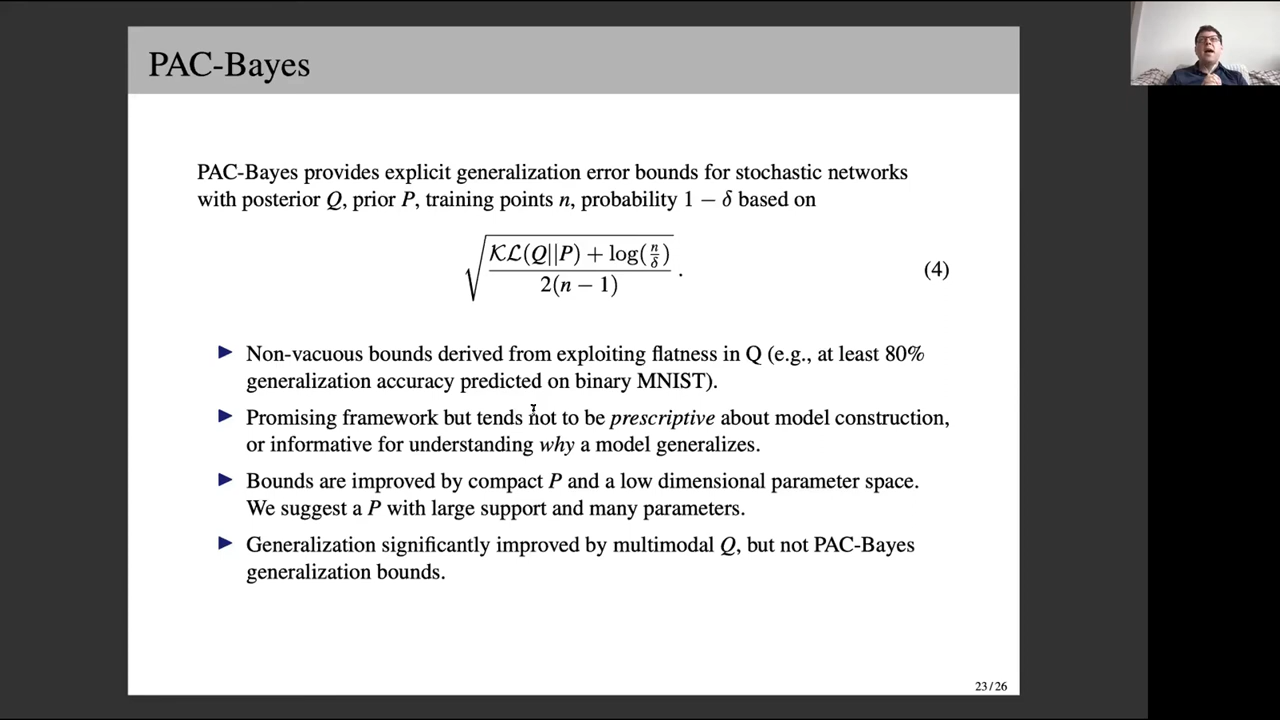 PAC-Bayes
PAC-Bayes provides explicit generalization error bounds for stochastic networks
with posterior Q, prior P, training points n, probability 1 − δ based on
√((𝒦ℒ(Q||P) + log(n/δ)) / (2(n − 1))) . (4)
▶ Non-vacuous bounds derived from exploiting flatness in Q (e.g., at least 80%
generalization accuracy predicted on binary MNIST).
▶ Promising framework but tends not to be prescriptive about model construction,
or informative for understanding why a model generalizes.
▶ Bounds are improved by compact P and a low dimensional parameter space.
We suggest a P with large support and many parameters.
▶ Generalization significantly improved by multimodal Q, but not PAC-Bayes
generalization bounds.
23 / 26